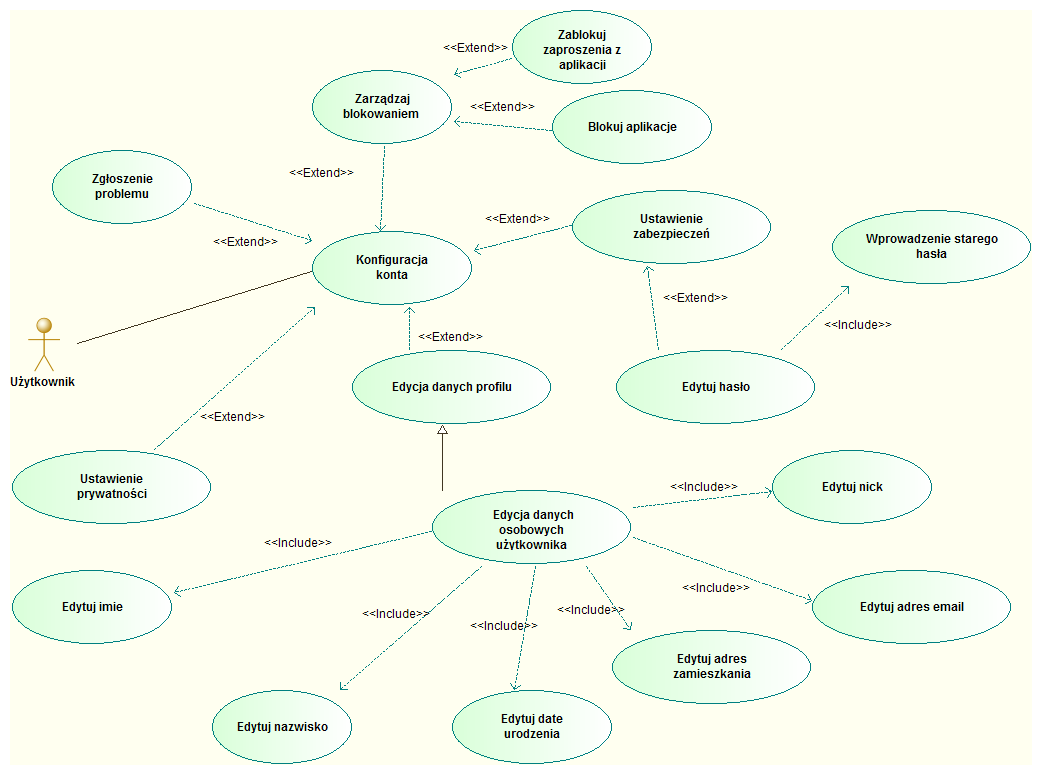 Zablokuj
zaproszenia z
aplikacji
<<Extend>>
Zarządzaj
blokowaniem
<<Extend>>
Blokuj aplikacje
<<Extend>>
Zgłoszenie
problemu
<<Extend>>
<<Extend>>
Ustawienie
zabezpieczeń
Wprowadzenie starego
hasła
Konfiguracja
konta
<<Extend>>
<<Include>>
<<Extend>>
Użytkownik
Edycja danych profilu
Edytuj hasło
<<Extend>>
Ustawienie
prywatności
<<Include>>
Edytuj nick
Edycja danych
osobowych
użytkownika
<<Include>>
<<Include>>
Edytuj imie
<<Include>>
<<Include>>
<<Include>>
Edytuj adres email
Edytuj adres
zamieszkania
Edytuj nazwisko
Edytuj date
urodzenia